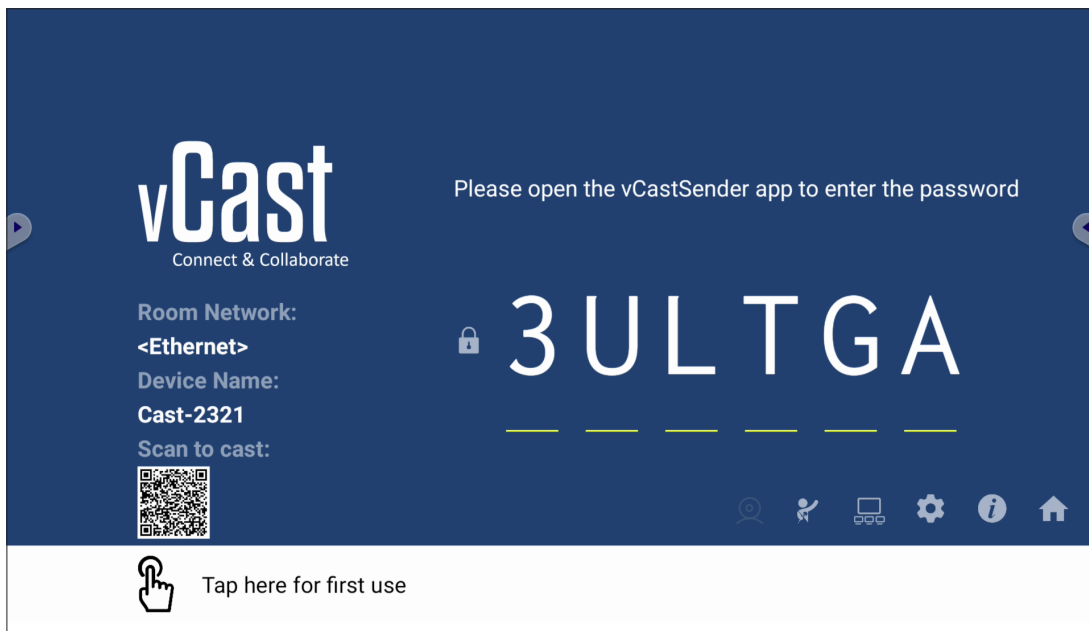 vCast
Connect & Collaborate
Room Network:
<Ethernet>
Device Name:
Cast-2321
Scan to cast:
Please open the vCastSender app to enter the password
3ULTGA
Tap here for first use